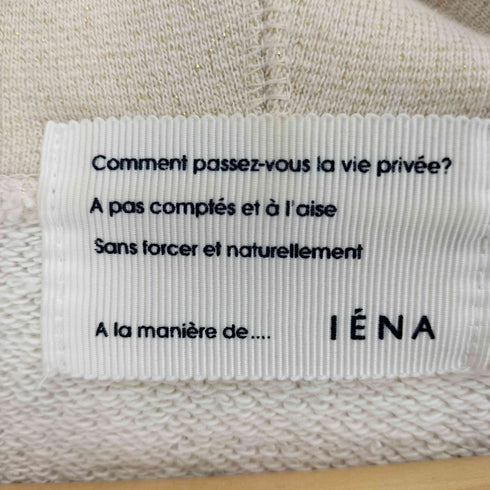 Comment passez-vous la vie privée?
A pas comptés et à l'aise
Sans forcer et naturellement
A la manière de.... IÉNA